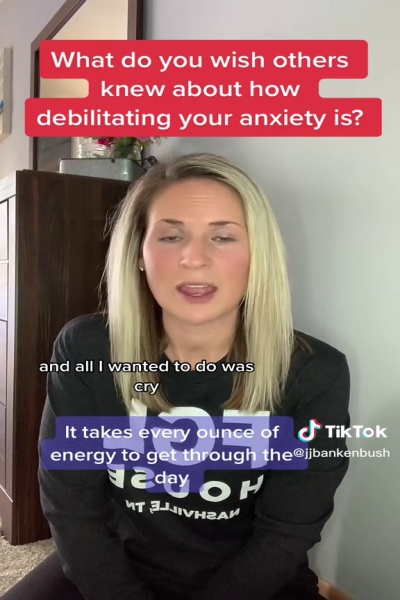 What do you wish others
knew about how
debilitating your anxiety is?
and all I wanted to do was
cry
It takes every ounce of
energy to get through the
day
TikTok
@jjbankenbush
HOUSE
NASHVILLE, TN